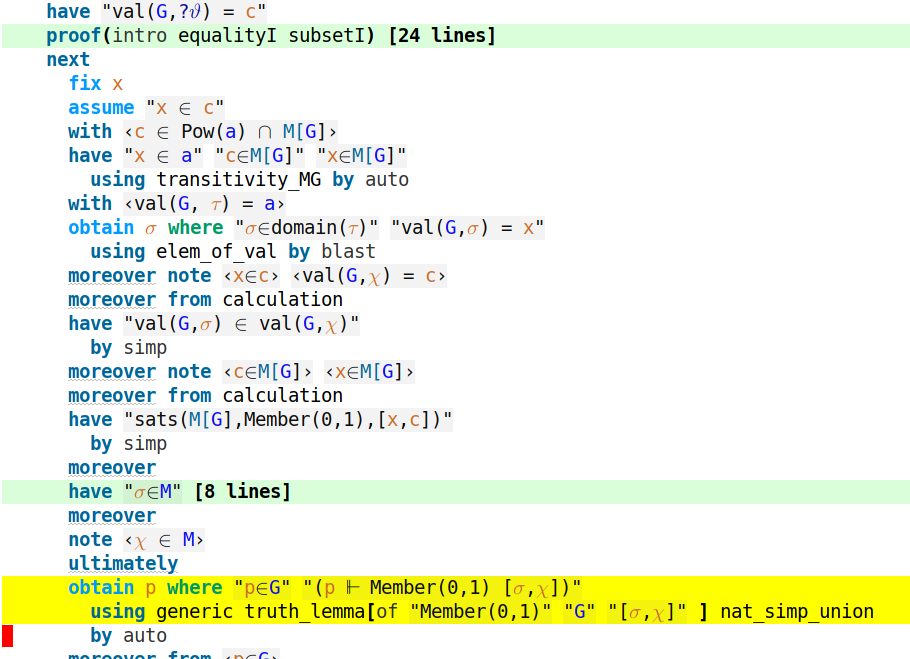 have "val(G,?ϑ) = c"
proof(intro equalityI subsetI) [24 lines]
next
fix x
assume "x ∈ c"
with ‹c ∈ Pow(a) ∩ M[G]›
have "x ∈ a" "c∈M[G]" "x∈M[G]"
using transitivity_MG by auto
with ‹val(G, τ) = a›
obtain σ where "σ∈domain(τ)" "val(G,σ) = x"
using elem_of_val by blast
moreover note ‹x∈c› ‹val(G,χ) = c›
moreover from calculation
have "val(G,σ) ∈ val(G,χ)"
by simp
moreover note ‹c∈M[G]› ‹x∈M[G]›
moreover from calculation
have "sats(M[G],Member(0,1),[x,c])"
by simp
moreover
have "σ∈M" [8 lines]
moreover
note ‹χ ∈ M›
ultimately
obtain p where "p∈G" "(p ⊩ Member(0,1) [σ,χ])"
using generic truth_lemma[of "Member(0,1)" "G" "[σ,χ]" ] nat_simp_union
by auto
moreover from ‹p∈G›